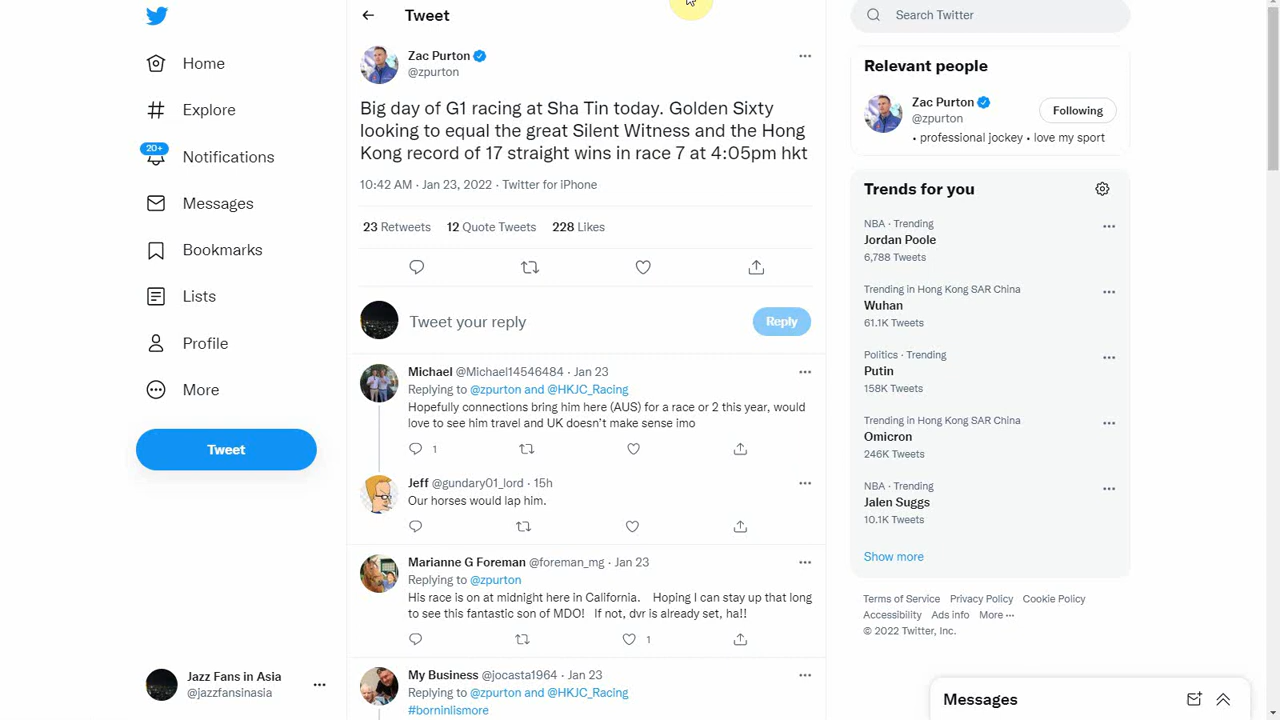 Home
Explore
20+
Notifications
Messages
Bookmarks
Lists
Profile
More
Tweet
Jazz Fans in Asia
@jazzfansinasia
Tweet
Zac Purton
@zpurton
Big day of G1 racing at Sha Tin today. Golden Sixty
looking to equal the great Silent Witness and the Hong
Kong record of 17 straight wins in race 7 at 4:05pm hkt
10:42 AM · Jan 23, 2022 · Twitter for iPhone
23 Retweets 12 Quote Tweets 228 Likes
Tweet your reply
Reply
Michael @Michael14546484 · Jan 23
Replying to @zpurton and @HKJC_Racing
Hopefully connections bring him here (AUS) for a race or 2 this year, would
love to see him travel and UK doesn't make sense imo
1
Jeff @gundary01_lord · 15h
Our horses would lap him.
Marianne G Foreman @foreman_mg · Jan 23
Replying to @zpurton
His race is on at midnight here in California. Hoping I can stay up that long
to see this fantastic son of MDO! If not, dvr is already set, ha!!
1
My Business @jocasta1964 · Jan 23
Replying to @zpurton and @HKJC_Racing
#borninlismore
Search Twitter
Relevant people
Zac Purton
@zpurton
Following
• professional jockey • love my sport
Trends for you
NBA · Trending
Jordan Poole
6,788 Tweets
Trending in Hong Kong SAR China
Wuhan
61.1K Tweets
Politics · Trending
Putin
158K Tweets
Trending in Hong Kong SAR China
Omicron
246K Tweets
NBA · Trending
Jalen Suggs
10.1K Tweets
Show more
Terms of Service Privacy Policy Cookie Policy
Accessibility Ads info More ···
© 2022 Twitter, Inc.
Messages